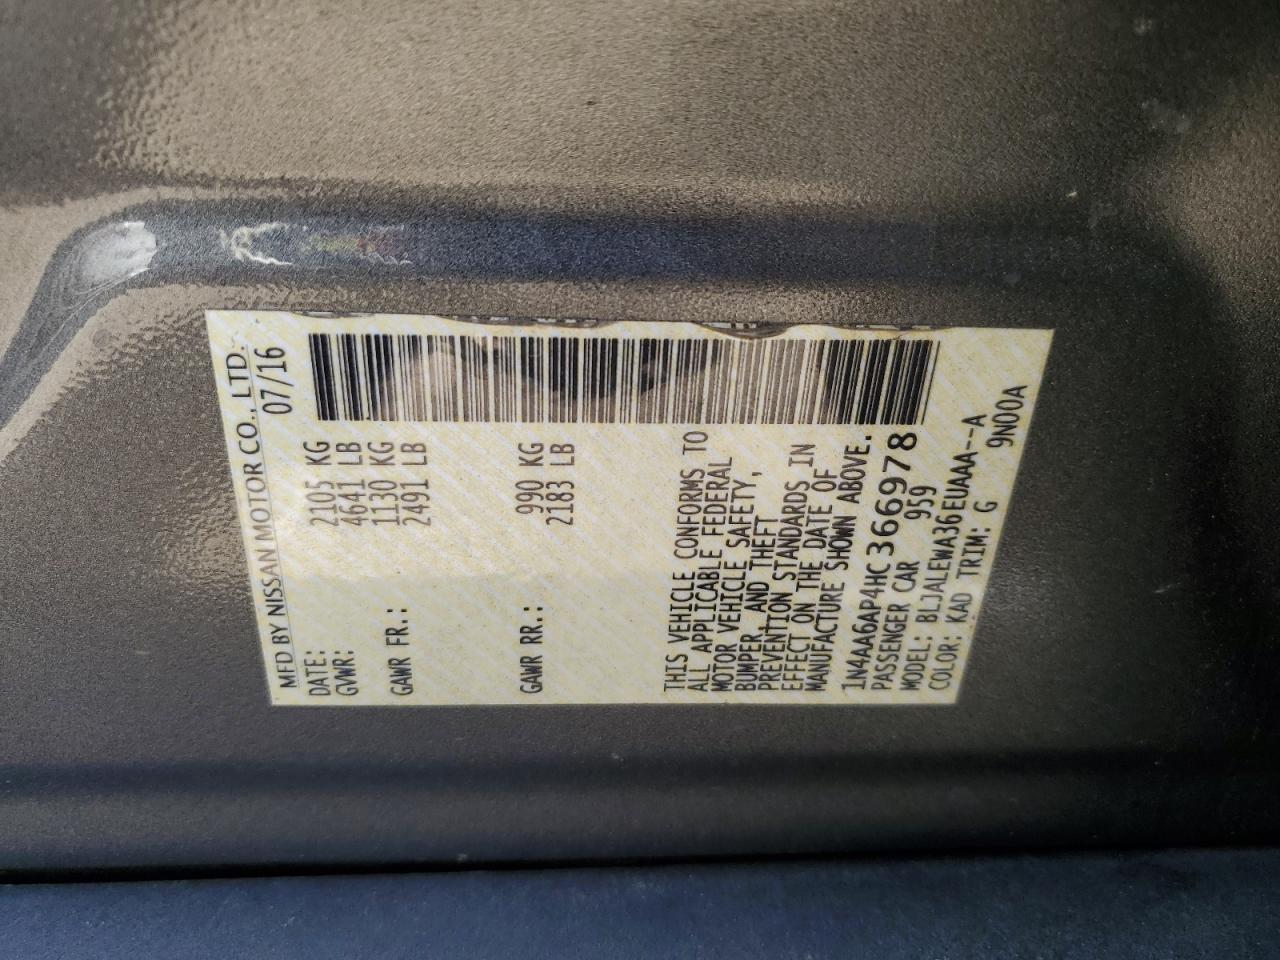 MFD BY NISSAN MOTOR CO., LTD.
DATE: 07/16
GVWR: 2105 KG
4641 LB
GAWR FR.: 1130 KG
2491 LB
GAWR RR.: 990 KG
2183 LB
THIS VEHICLE CONFORMS TO
ALL APPLICABLE FEDERAL
MOTOR VEHICLE SAFETY,
BUMPER, AND THEFT
PREVENTION STANDARDS IN
EFFECT ON THE DATE OF
MANUFACTURE SHOWN ABOVE.
1N4AA6AP4HC366978
PASSENGER CAR 959
MODEL: BLJALEWA36EUAAA--A
COLOR: KAD TRIM: G 9N00A